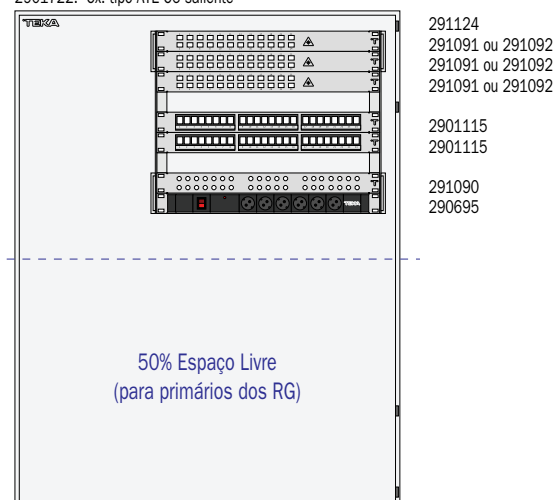 2901722: cx. tipo ATE S6 saliente
TEKA
291124
291091 ou 291092
291091 ou 291092
291091 ou 291092
2901115
2901115
291090
290695
TEKA
50% Espaço Livre
(para primários dos RG)